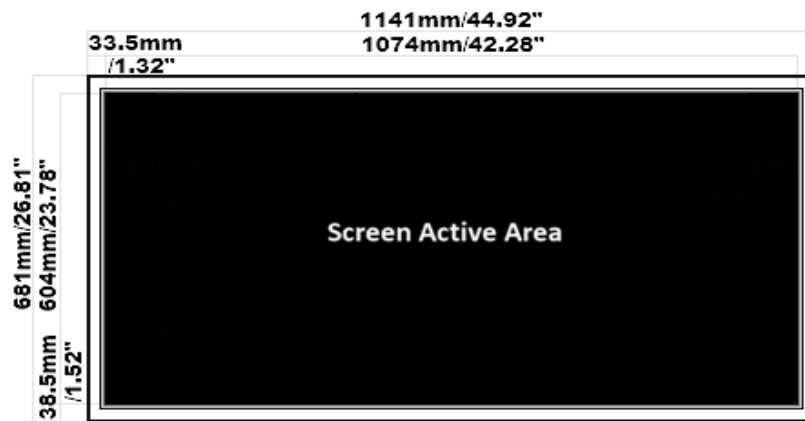 1141mm/44.92"
33.5mm
/1.32"
1074mm/42.28"
681mm/26.81"
604mm/23.78"
38.5mm
/1.52"
Screen Active Area